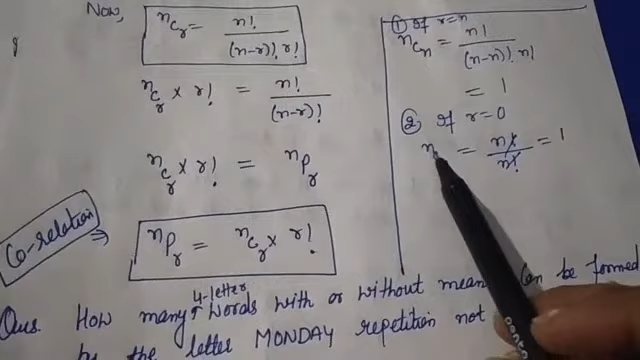 Now, nCr = n! / (n-r)! r!
nCr × r! = n! / (n-r)!
nCr × r! = nPr
Co-relation ⇒ nPr = nCr × r!
① If r=n
nCn = n! / (n-n)! n!
= 1
② If r=0
n = n! / n! = 1
Ques. How many 4-letter words with or without mean can be formed
by the letter MONDAY repetition not